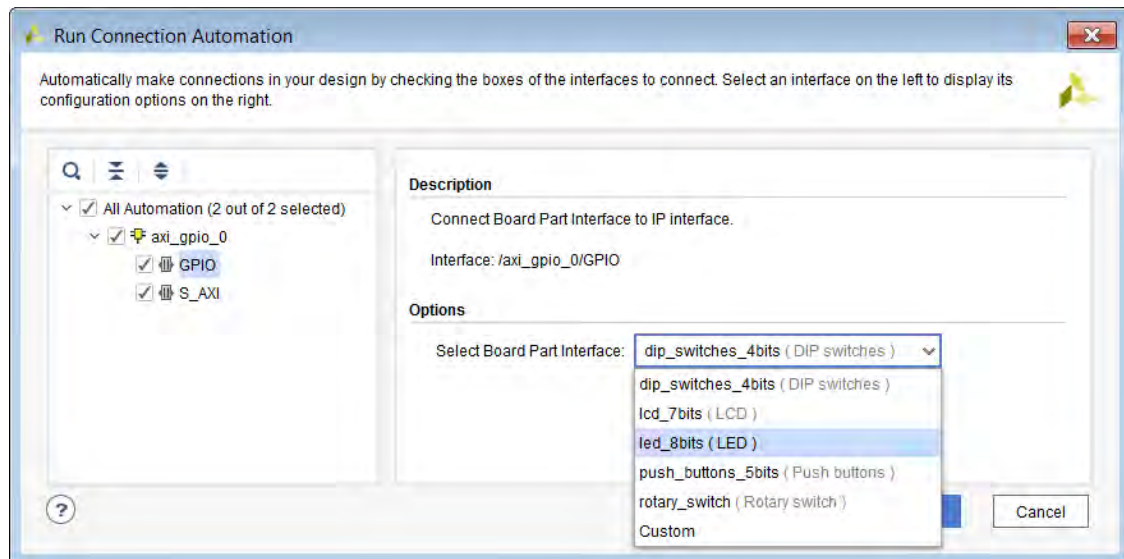 Run Connection Automation
Automatically make connections in your design by checking the boxes of the interfaces to connect. Select an interface on the left to display its
configuration options on the right.
All Automation (2 out of 2 selected)
axi_gpio_0
GPIO
S_AXI
Description
Connect Board Part Interface to IP interface.
Interface: /axi_gpio_0/GPIO
Options
Select Board Part Interface: dip_switches_4bits ( DIP switches )
dip_switches_4bits ( DIP switches )
lcd_7bits ( LCD )
led_8bits ( LED )
push_buttons_5bits ( Push buttons )
rotary_switch ( Rotary switch )
Custom
?
Cancel